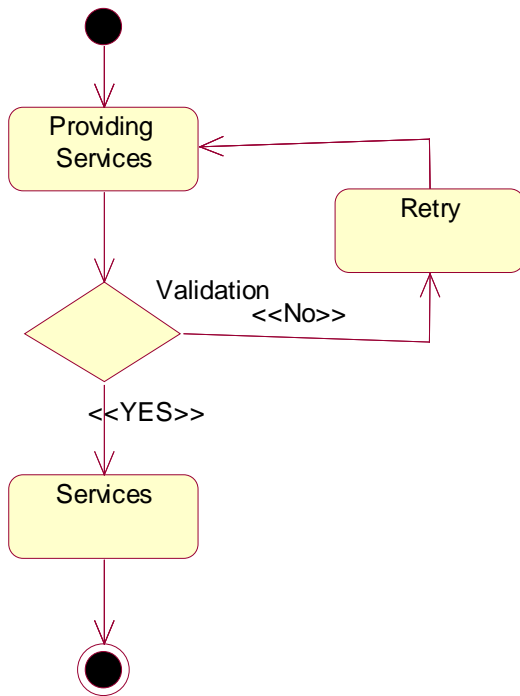 Providing
Services
Retry
Validation
<<No>>
<<YES>>
Services